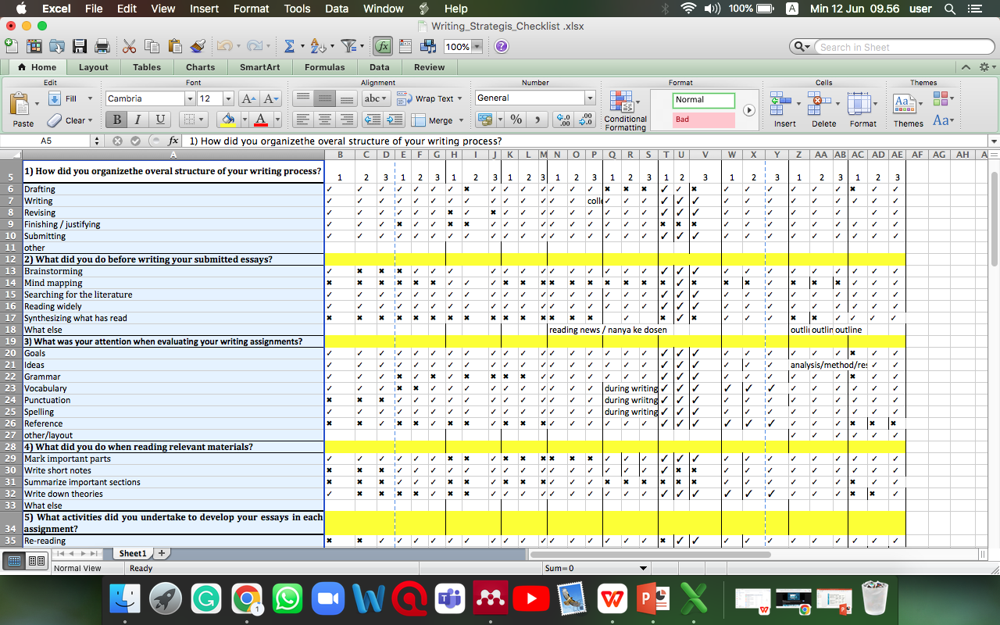 Excel File Edit View Insert Format Tools Data Window Help 100% A Min 12 Jun 09.56 user
Writing_Strategis_Checklist .xlsx
100% Search in Sheet
Home Layout Tables Charts SmartArt Formulas Data Review
Edit Font Alignment Number Format Cells Themes
Paste Fill Clear Cambria 12 A A abc Wrap Text General Conditional Formatting Normal
B I U A Merge % Bad Insert Delete Format Themes Aa
A5 fx 1) How did you organizethe overal structure of your writing process?
A B C D E F G H I J K L M N O P Q R S T U V W X Y Z AA AB AC AD AE AF AG AH A
5 1) How did you organizethe overal structure of your writing process? 1 2 3 1 2 3 1 2 3 1 2 3 1 2 3 1 2 3 1 2 3 1 2 3 1 2 3 1 2 3
6 Drafting
7 Writing colle
8 Revising
9 Finishing / justifying
10 Submitting
11 other
12 2) What did you do before writing your submitted essays?
13 Brainstorming
14 Mind mapping
15 Searching for the literature
16 Reading widely
17 Synthesizing what has read
18 What else reading news / nanya ke dosen outli outlin outline
19 3) What was your attention when evaluating your writing assignments?
20 Goals
21 Ideas analysis/method/res
22 Grammar
23 Vocabulary during writing
24 Punctuation during wriitng
25 Spelling during writing
26 Reference
27 other/layout
28 4) What did you do when reading relevant materials?
29 Mark important parts
30 Write short notes
31 Summarize important sections
32 Write down theories
33 What else
34 5) What activities did you undertake to develop your essays in each
assignment?
35 Re-reading
Sheet1
Normal View Ready Sum=0